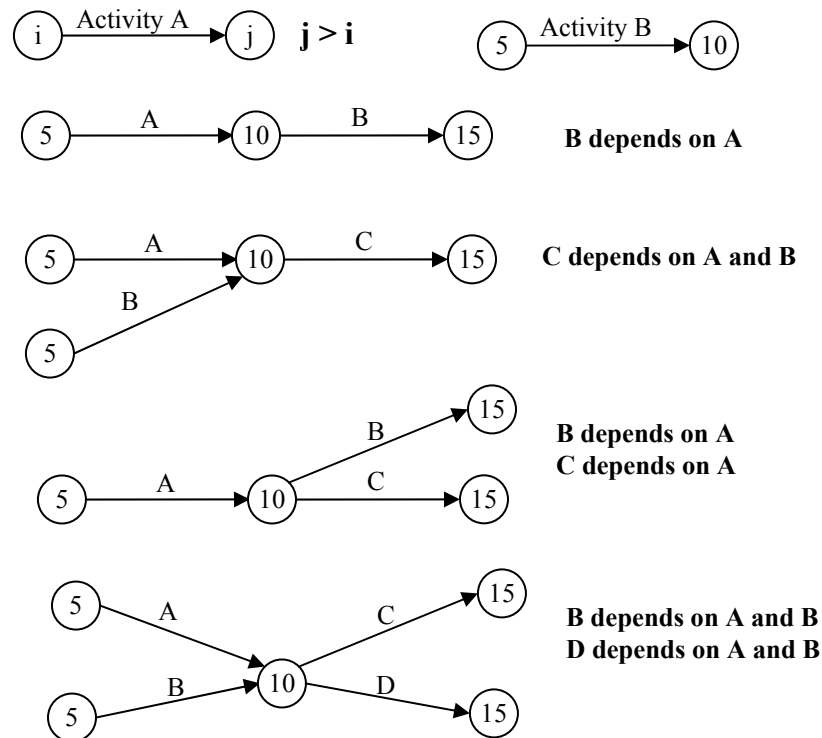 i Activity A j j > i 5 Activity B 10
5 A 10 B 15 B depends on A
5 A 10 C 15 C depends on A and B
B
5
15
B B depends on A
C depends on A
5 A 10 C 15
5 A C 15
B depends on A and B
D depends on A and B
B 10 D
5 15